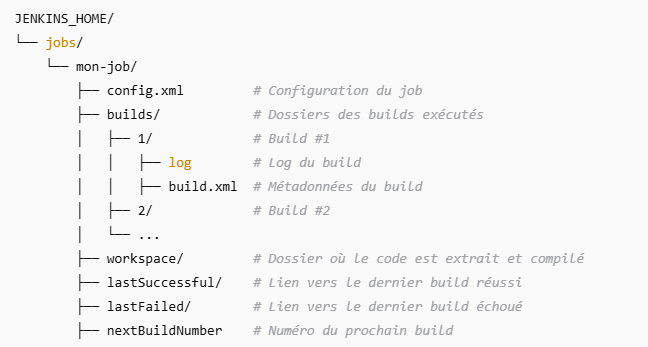 JENKINS_HOME/
└── jobs/
    └── mon-job/
        ├── config.xml         # Configuration du job
        ├── builds/            # Dossiers des builds exécutés
        │   ├── 1/             # Build #1
        │   │   ├── log        # Log du build
        │   │   ├── build.xml  # Métadonnées du build
        │   ├── 2/             # Build #2
        │   └── ...
        ├── workspace/         # Dossier où le code est extrait et compilé
        ├── lastSuccessful/    # Lien vers le dernier build réussi
        ├── lastFailed/        # Lien vers le dernier build échoué
        ├── nextBuildNumber    # Numéro du prochain build